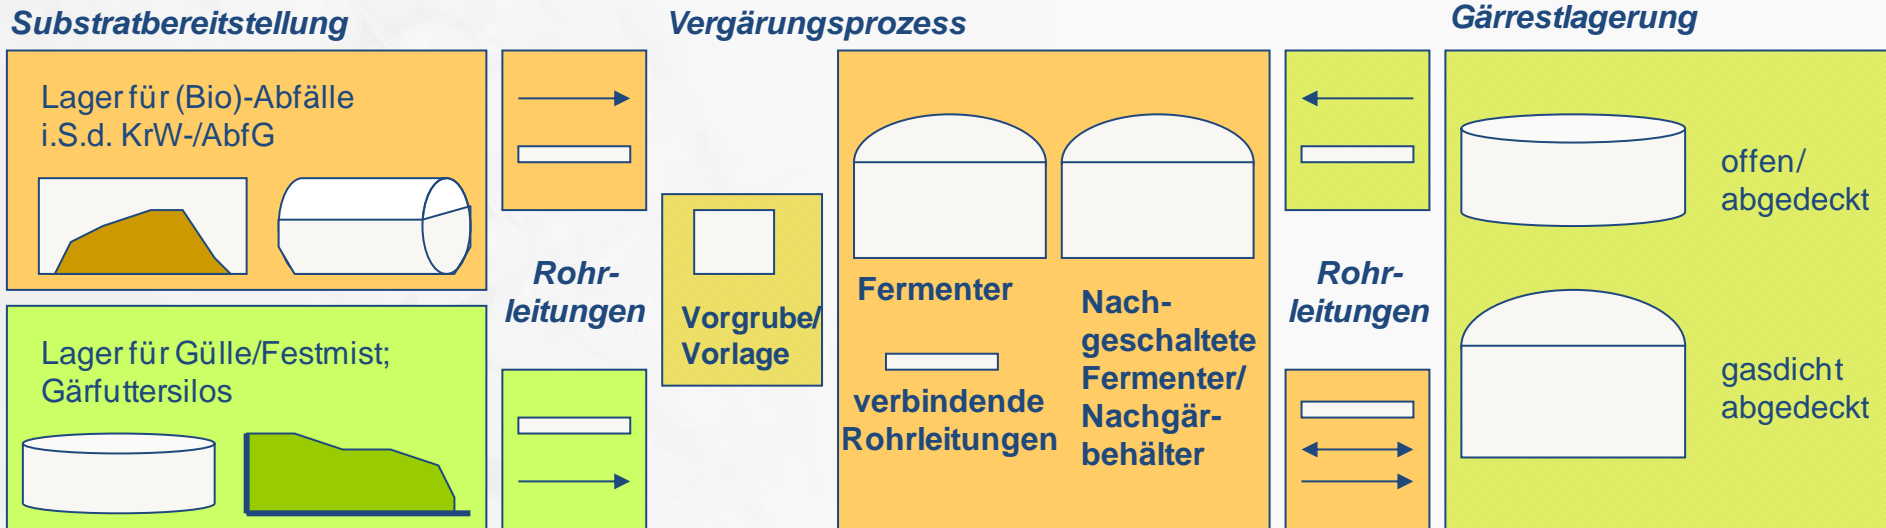 Substratbereitstellung
Vergärungsprozess
Gärrestlagerung
Lager für (Bio)-Abfälle
i.S.d. KrW-/AbfG
Lager für Gülle/Festmist;
Gärfuttersilos
Rohr-
leitungen
Vorgrube/
Vorlage
Fermenter
verbindende
Rohrleitungen
Nach-
geschaltete
Fermenter/
Nachgär-
behälter
Rohr-
leitungen
offen/
abgedeckt
gasdicht
abgedeckt